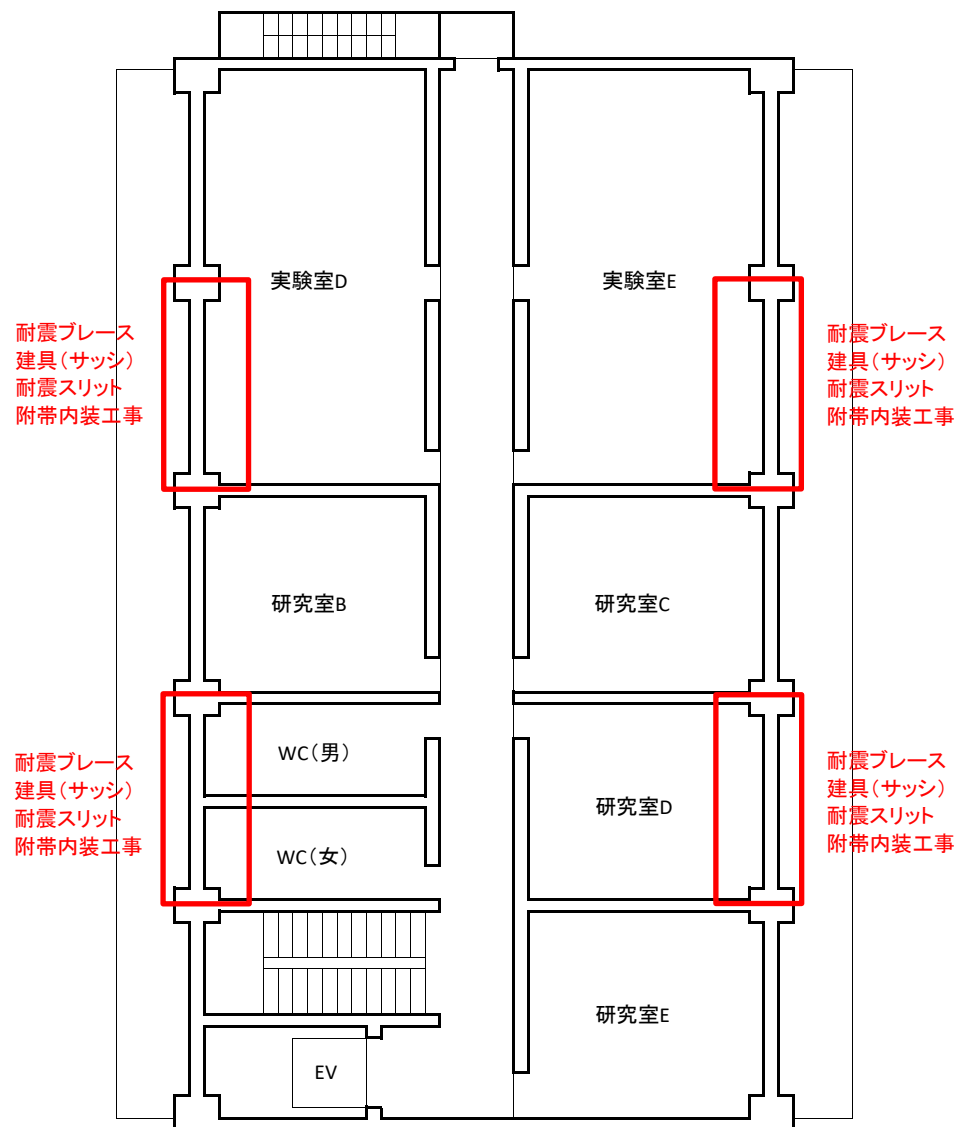 実験室D
実験室E
耐震ブレース
建具(サッシ)
耐震スリット
附帯内装工事
耐震ブレース
建具(サッシ)
耐震スリット
附帯内装工事
研究室B
研究室C
WC(男)
耐震ブレース
建具(サッシ)
耐震スリット
附帯内装工事
WC(女)
研究室D
耐震ブレース
建具(サッシ)
耐震スリット
附帯内装工事
研究室E
EV